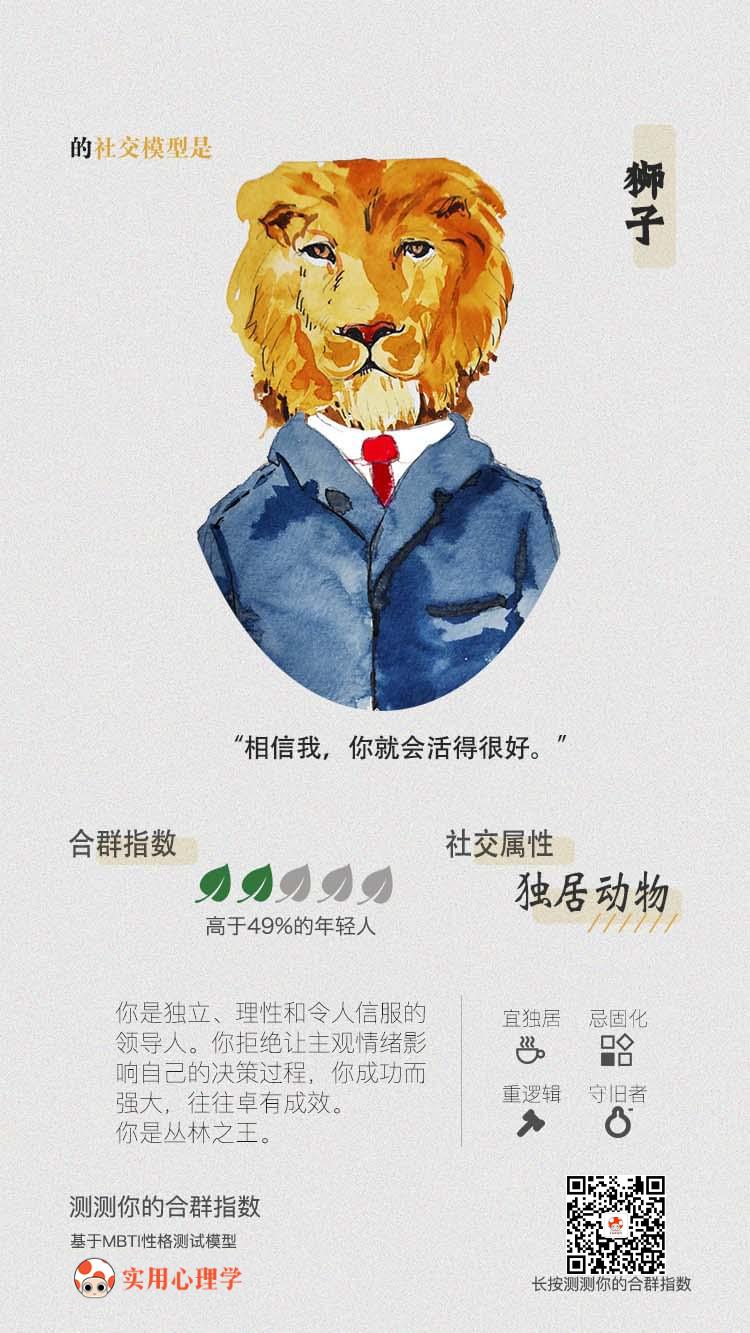 的社交模型是
狮子
“相信我，你就会活得很好。”
合群指数
高于49%的年轻人
社交属性
独居动物
你是独立、理性和令人信服的
领导人。你拒绝让主观情绪影
响自己的决策过程，你成功而
强大，往往卓有成效。
你是丛林之王。
宜独居 忌固化
重逻辑 守旧者
测测你的合群指数
基于MBTI性格测试模型
实用心理学
长按测测你的合群指数